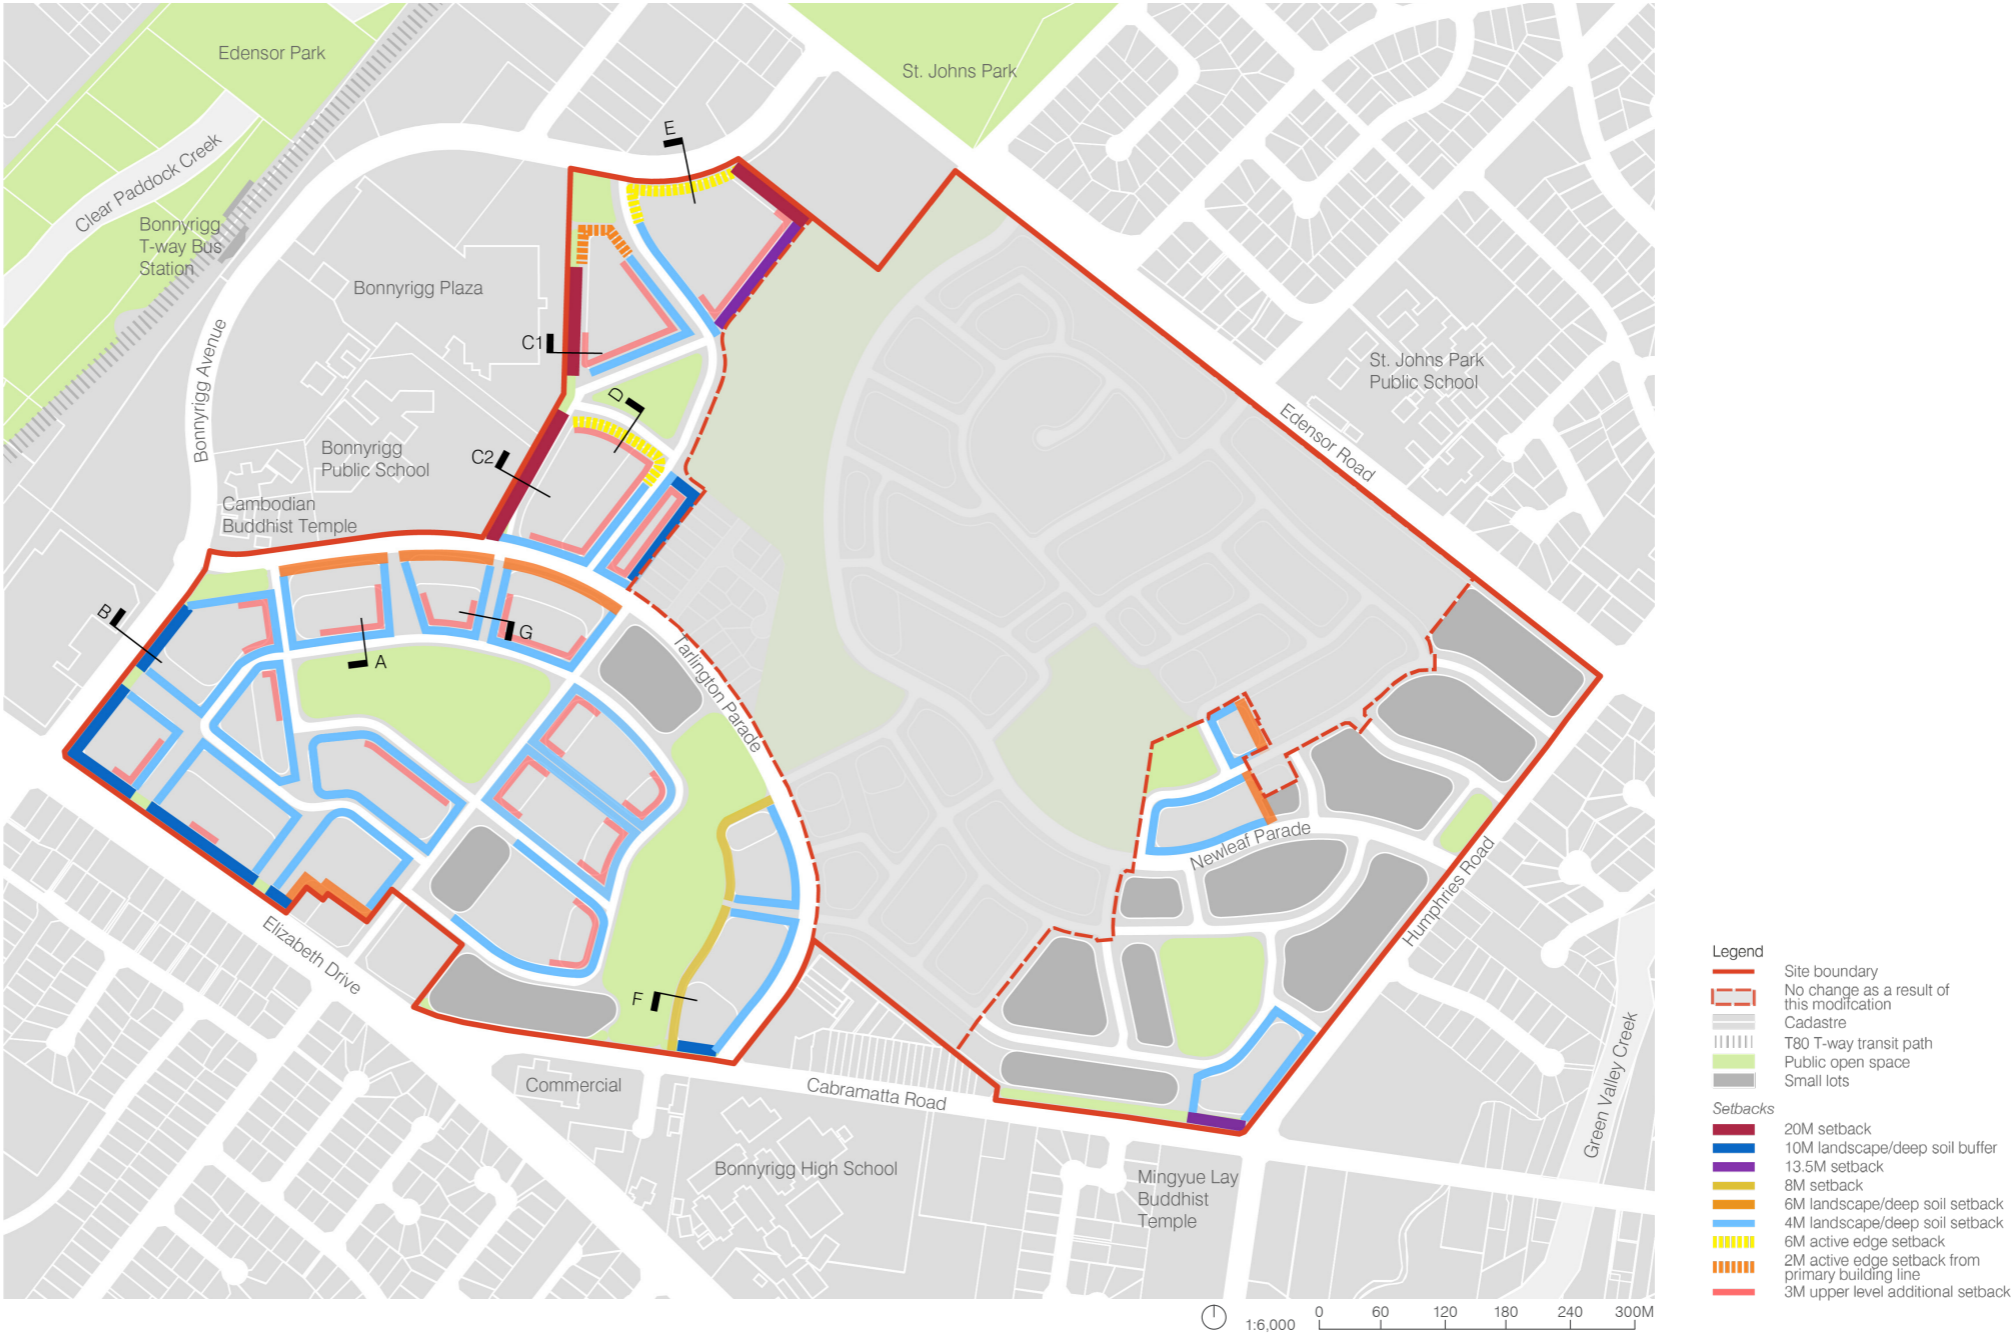 Edensor Park
St. Johns Park
E
Clear Paddock Creek
Bonnyrigg
T-way Bus
Station
Bonnyrigg Plaza
C1
Bonnyrigg Avenue
St. Johns Park
Public School
D
Edensor Road
Bonnyrigg
Public School
C2
Cambodian
Buddhist Temple
B
G
A
Tarlington Parade
Newleaf Parade
Humphries Road
Elizabeth Drive
F
Commercial
Cabramatta Road
Green Valley Creek
Bonnyrigg High School
Mingyue Lay
Buddhist
Temple
Legend
Site boundary
No change as a result of
this modifcation
Cadastre
T80 T-way transit path
Public open space
Small lots
Setbacks
20M setback
10M landscape/deep soil buffer
13.5M setback
8M setback
6M landscape/deep soil setback
4M landscape/deep soil setback
6M active edge setback
2M active edge setback from
primary building line
3M upper level additional setback
1:6,000
0 60 120 180 240 300M